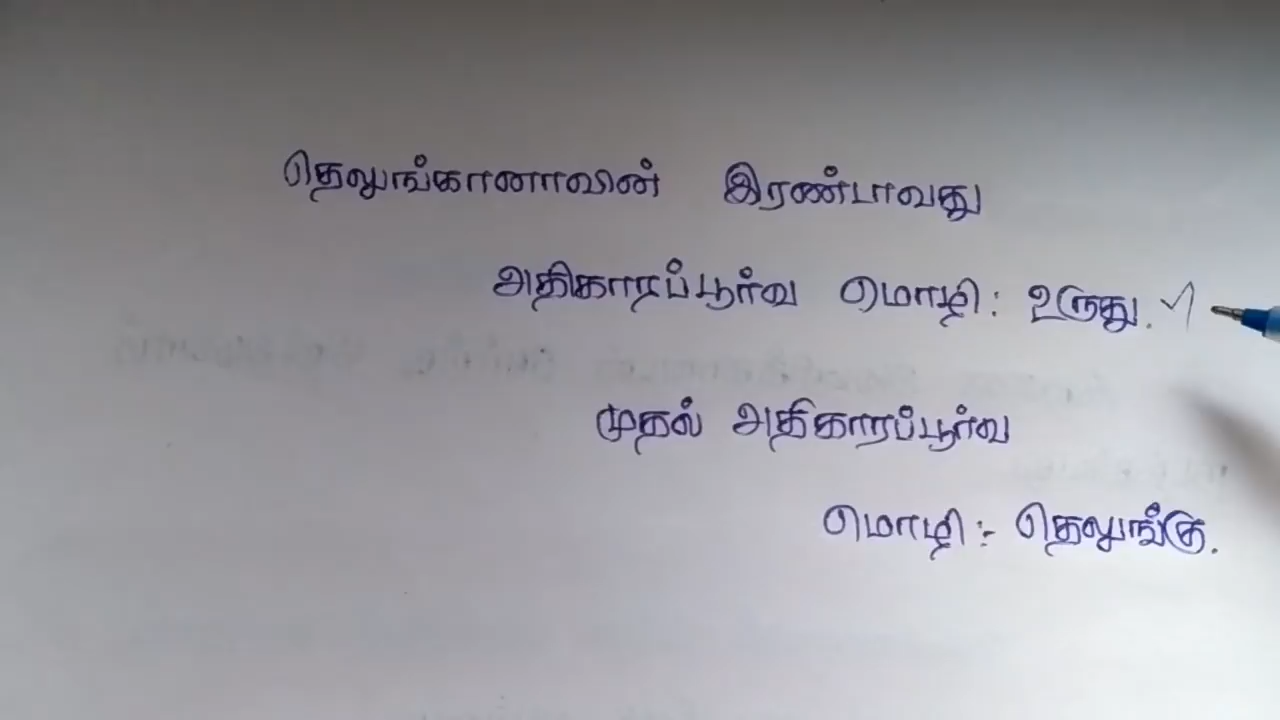 தெலுங்கானாவின் இரண்டாவது
அதிகாரப்பூர்வ மொழி: உருது.
முதல் அதிகாரப்பூர்வ
மொழி :- தெலுங்கு.